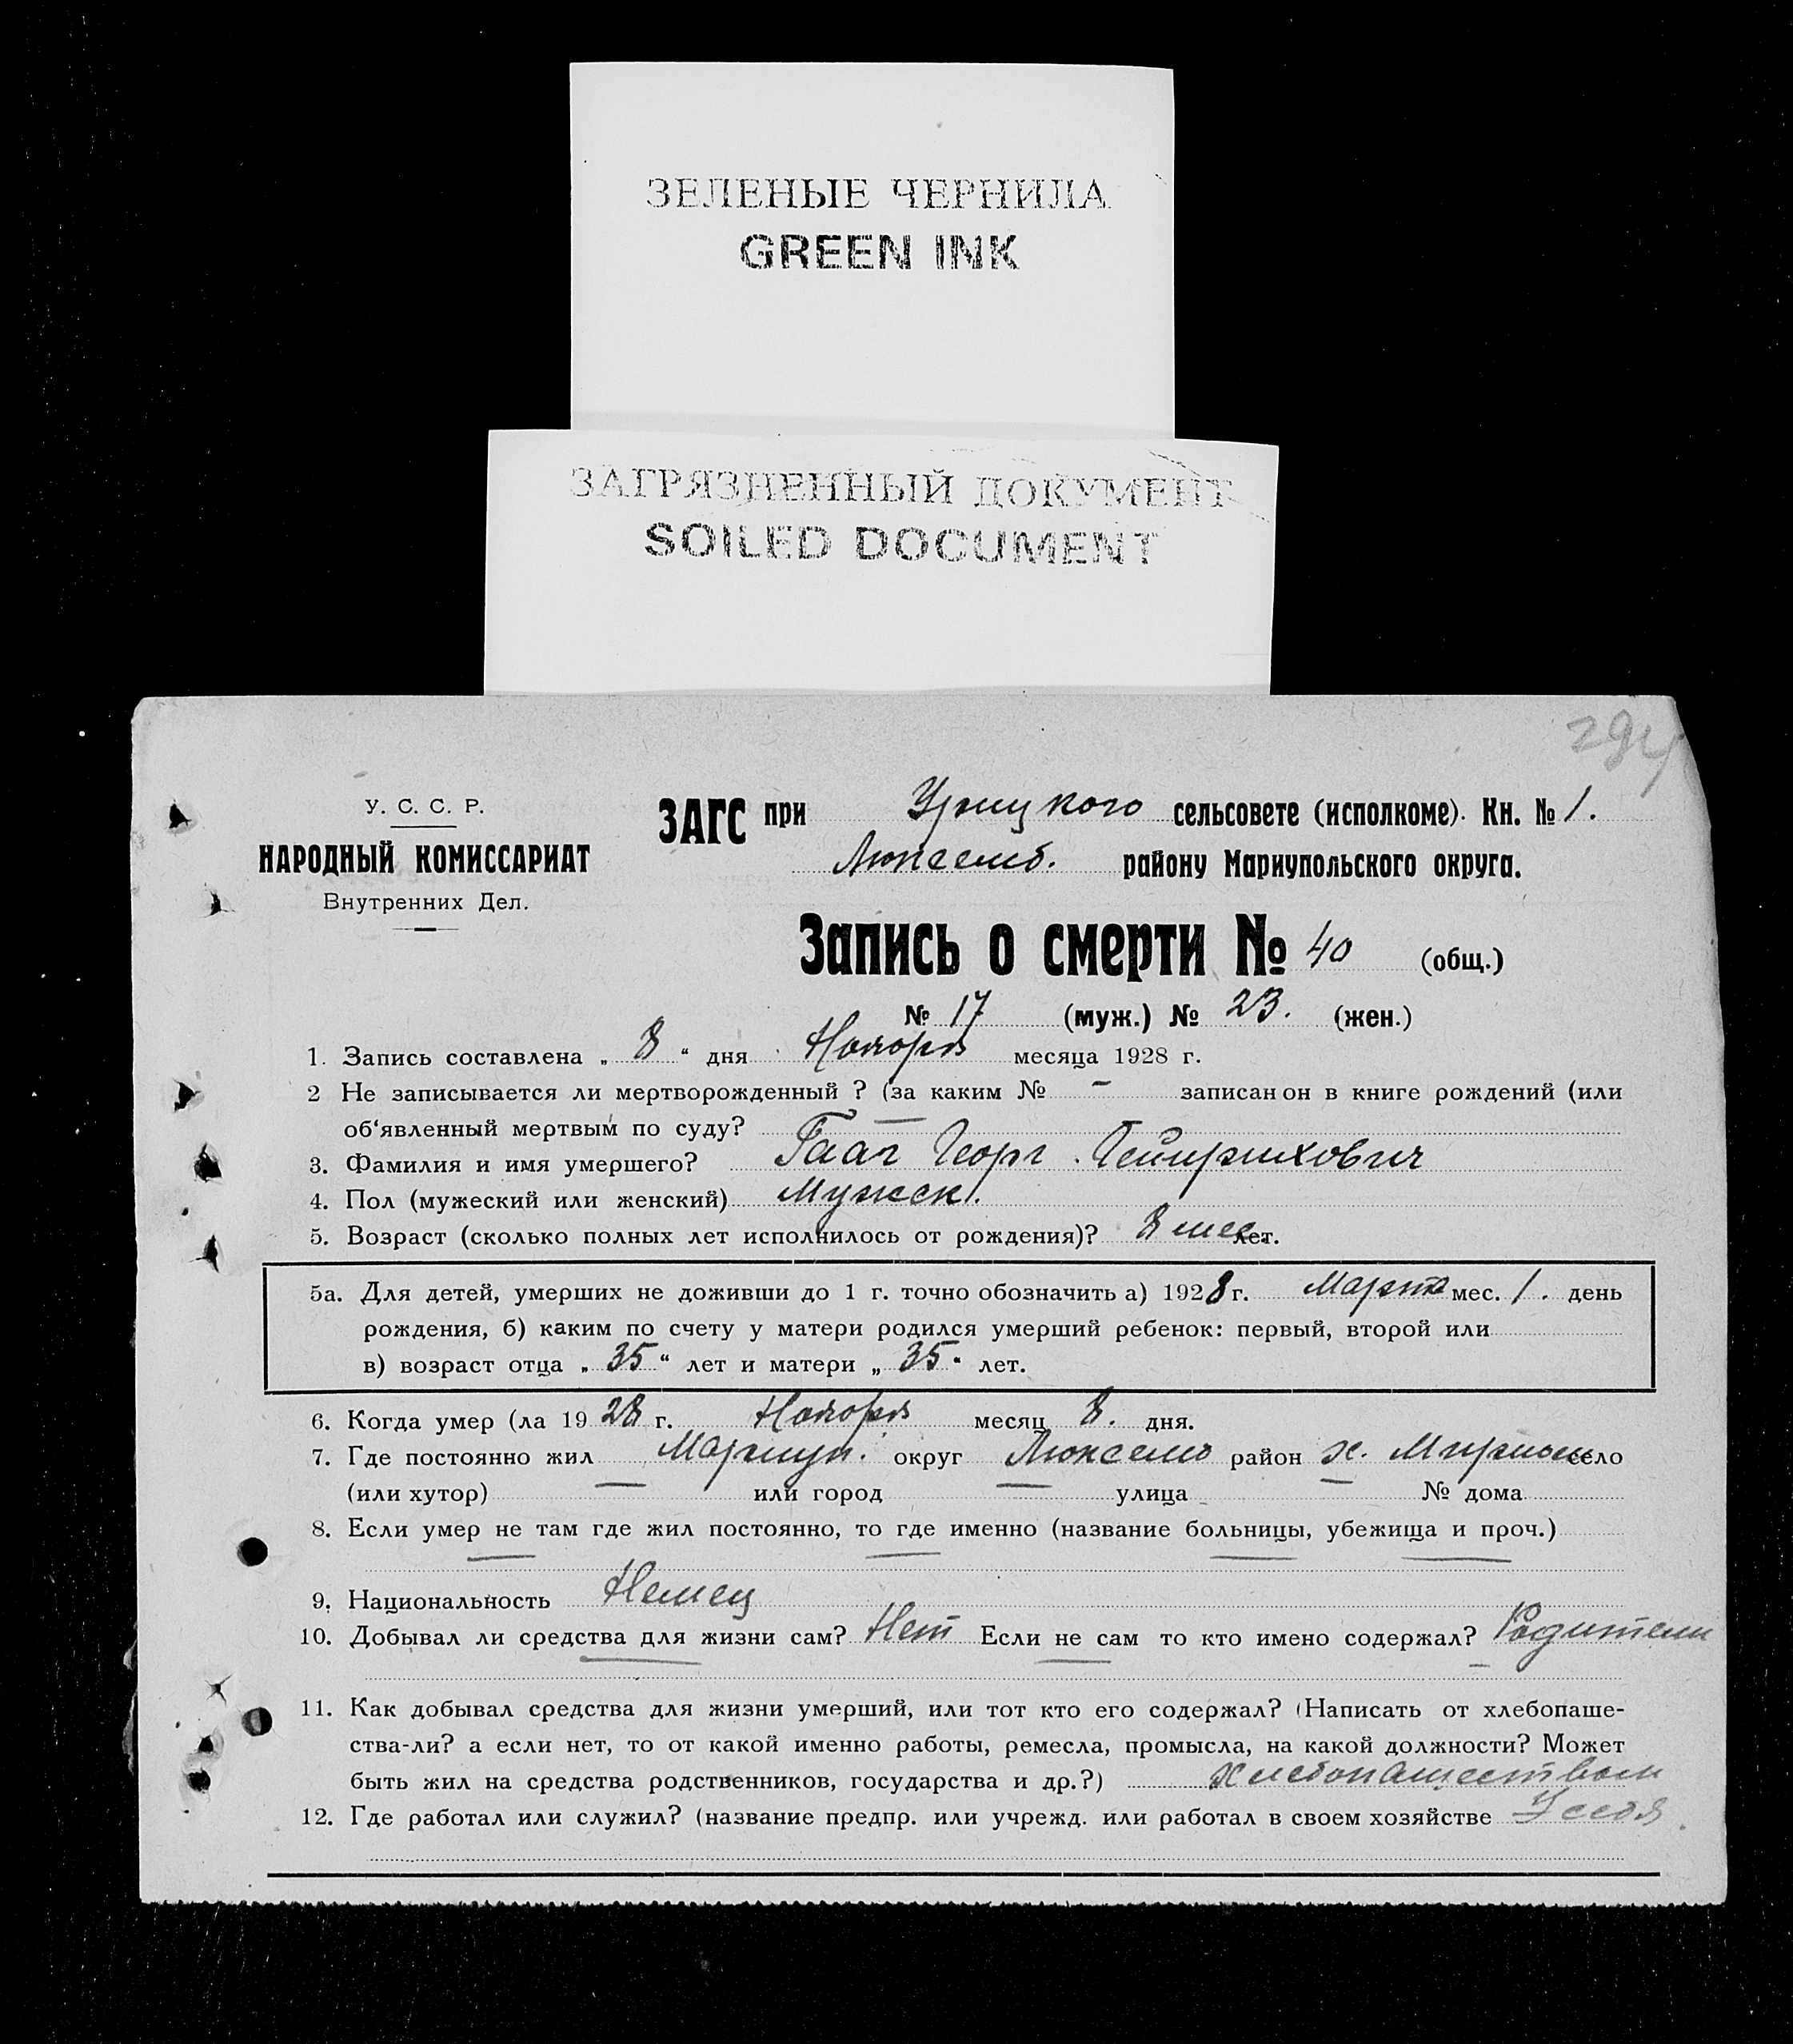 ЗЕЛЕНЫЕ ЧЕРНИЛА
GREEN INK
ЗАГРЯЗНЕННЫЙ ДОКУМЕНТ
SOILED DOCUMENT
294
У. С. С. Р.
НАРОДНЫЙ КОМИССАРИАТ
Внутренних Дел.
ЗАГС при Урицкого сельсовете (исполкоме). Кн. № 1.
Люксемб. району Мариупольского округа.
Запись о смерти № 40 (общ.)
№ 17 (муж.) № 23. (жен.)
1. Запись составлена „ 8 “ дня Ноября месяца 1928 г.
2 Не записывается ли мертворожденный ? (за каким № – записан он в книге рождений (или
об‘явленный мертвым по суду? —
3. Фамилия и имя умершего? Гааг Георг Гейнрихович
4. Пол (мужеский или женский) Мужск.
5. Возраст (сколько полных лет исполнилось от рождения)? 8 мес. лет.
5а. Для детей, умерших не доживши до 1 г. точно обозначить а) 1928 г. Марта мес. 1. день
рождения, б) каким по счету у матери родился умерший ребенок: первый, второй или
в) возраст отца „ 35 “ лет и матери „ 35 “ лет.
6. Когда умер (ла 19 28 г. Ноября месяц 8. дня.
7. Где постоянно жил Мариуп. округ Люксемб район х. село
(или хутор) — или город — улица — № дома
8. Если умер не там где жил постоянно, то где именно (название больницы, убежища и проч.)
9. Национальность Немец
10. Добывал ли средства для жизни сам? Нет Если не сам то кто имено содержал? Родители
11. Как добывал средства для жизни умерший, или тот кто его содержал? (Написать от хлебопаше-
ства-ли? а если нет, то от какой именно работы, ремесла, промысла, на какой должности? Может
быть жил на средства родственников, государства и др.?) Хлебопашеством
12. Где работал или служил? (название предпр. или учрежд. или работал в своем хозяйстве У себя